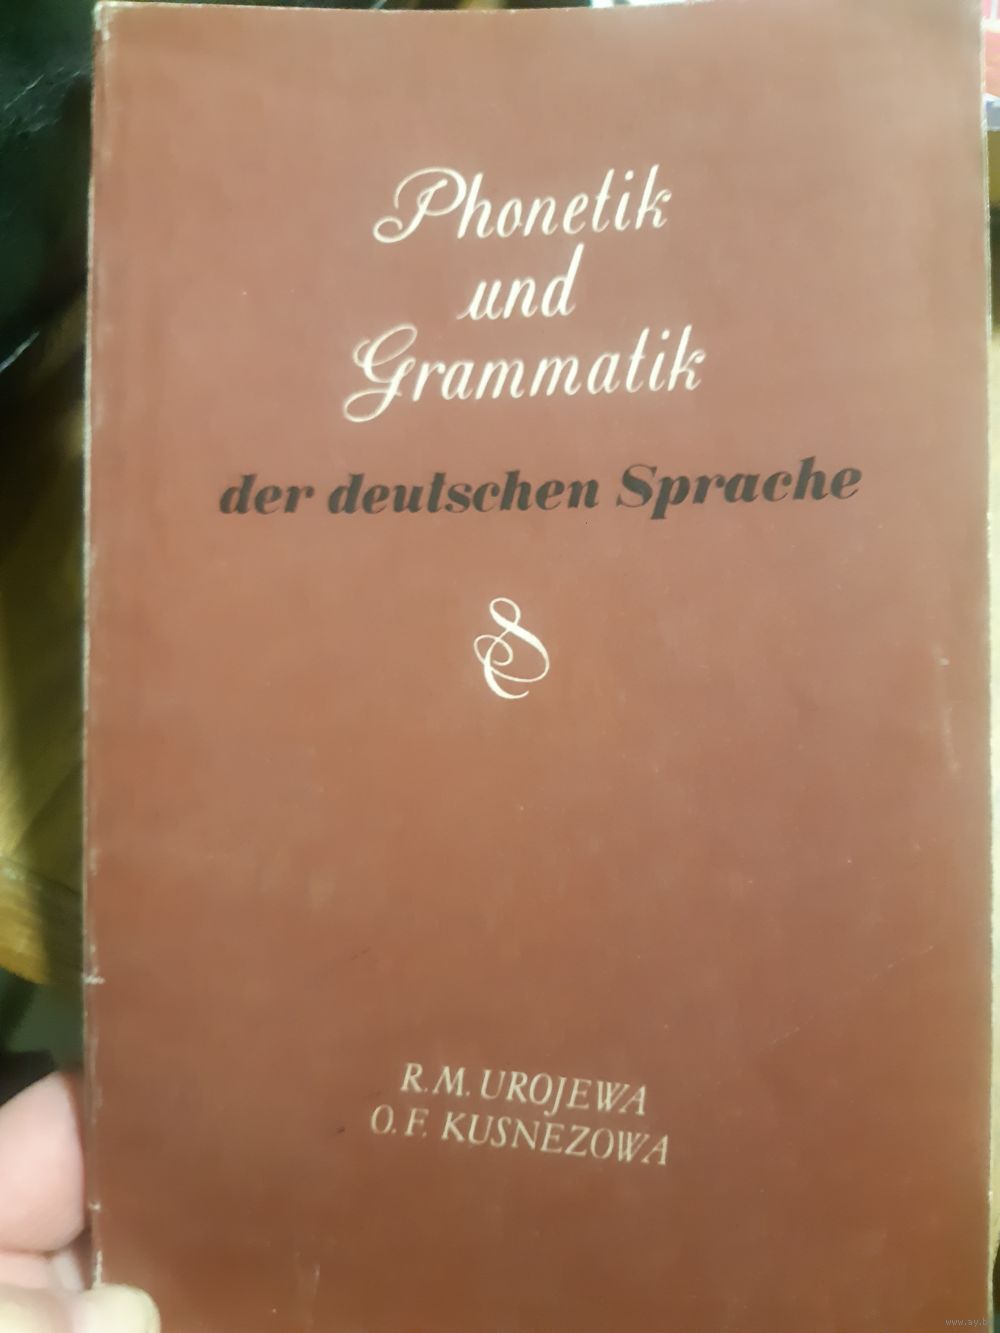 Phonetik
und
Grammatik
der deutschen Sprache
R. M. UROJEWA
O. F. KUSNEZOWA